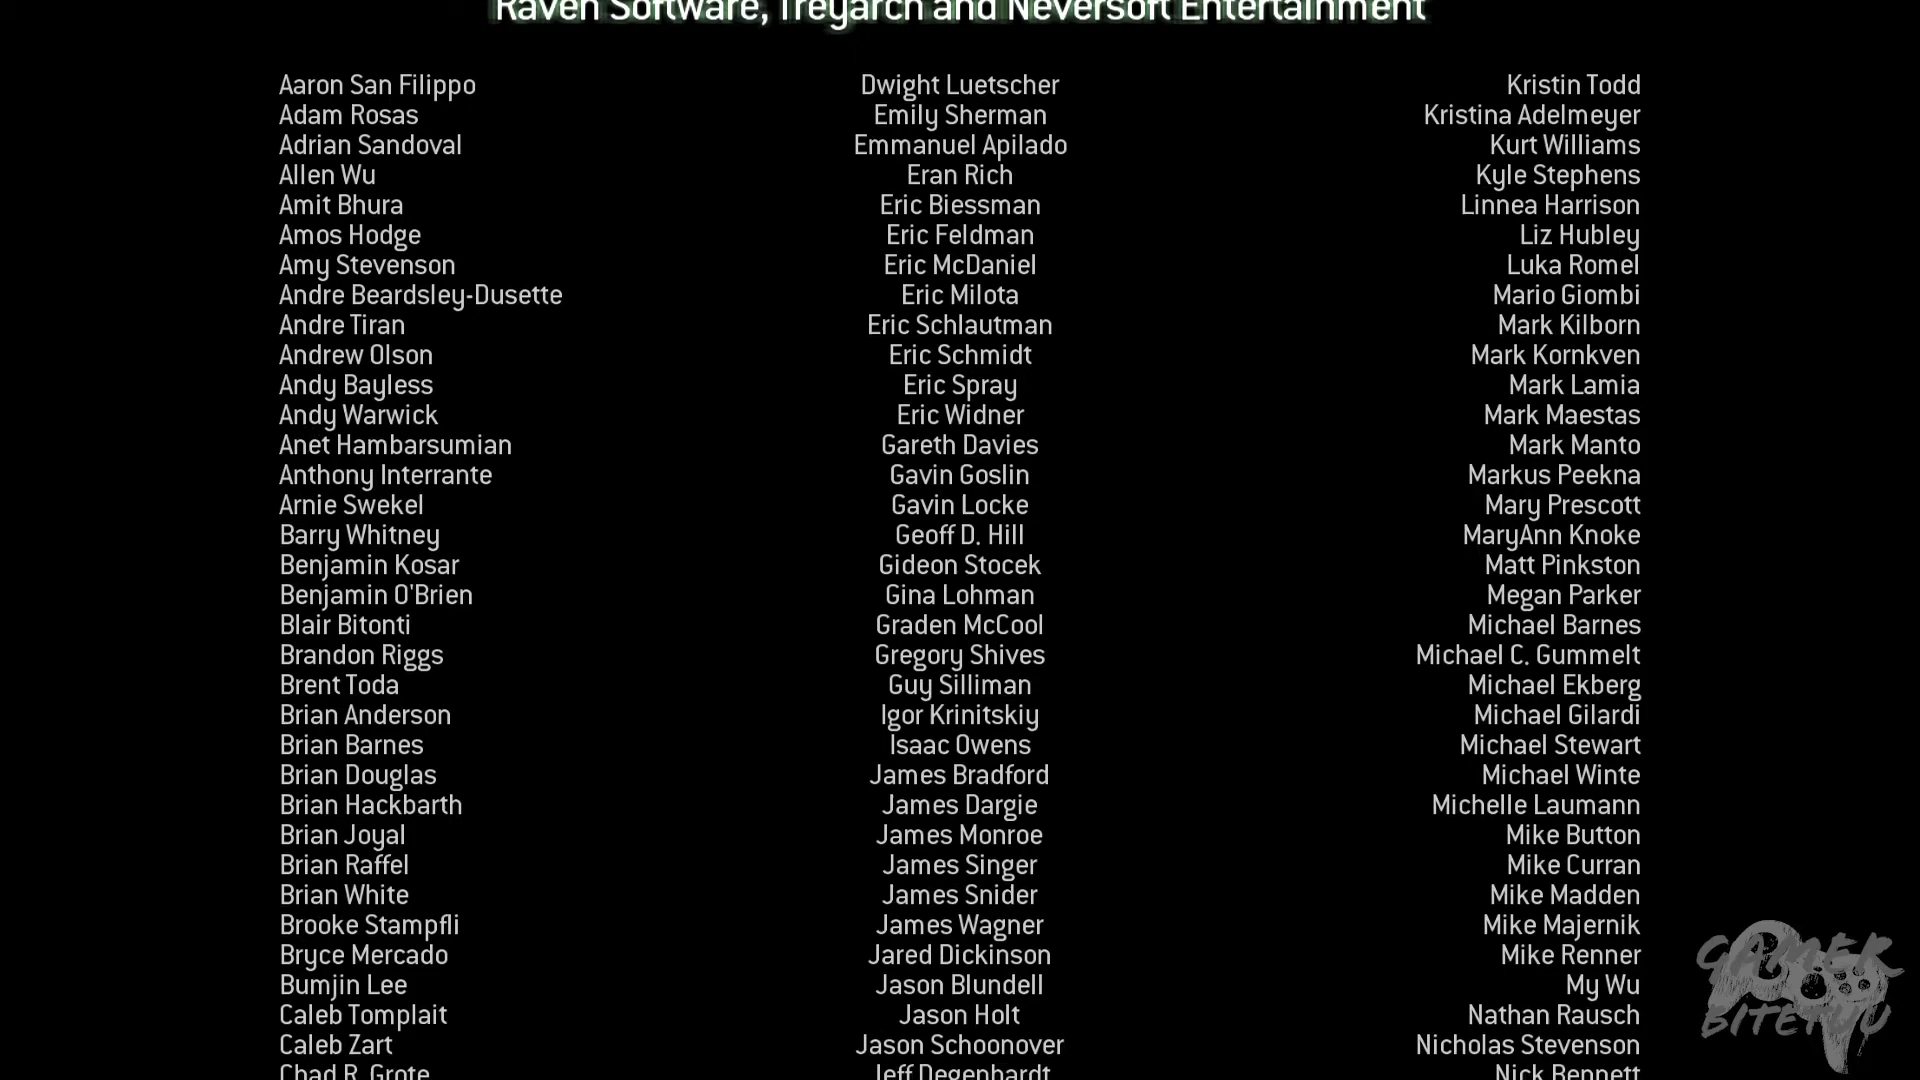 Raven Software, Treyarch and Neversoft Entertainment
Aaron San Filippo
Adam Rosas
Adrian Sandoval
Allen Wu
Amit Bhura
Amos Hodge
Amy Stevenson
Andre Beardsley-Dusette
Andre Tiran
Andrew Olson
Andy Bayless
Andy Warwick
Anet Hambarsumian
Anthony Interrante
Arnie Swekel
Barry Whitney
Benjamin Kosar
Benjamin O'Brien
Blair Bitonti
Brandon Riggs
Brent Toda
Brian Anderson
Brian Barnes
Brian Douglas
Brian Hackbarth
Brian Joyal
Brian Raffel
Brian White
Brooke Stampfli
Bryce Mercado
Bumjin Lee
Caleb Tomplait
Caleb Zart
Chad R. Grote
Dwight Luetscher
Emily Sherman
Emmanuel Apilado
Eran Rich
Eric Biessman
Eric Feldman
Eric McDaniel
Eric Milota
Eric Schlautman
Eric Schmidt
Eric Spray
Eric Widner
Gareth Davies
Gavin Goslin
Gavin Locke
Geoff D. Hill
Gideon Stocek
Gina Lohman
Graden McCool
Gregory Shives
Guy Silliman
Igor Krinitskiy
Isaac Owens
James Bradford
James Dargie
James Monroe
James Singer
James Snider
James Wagner
Jared Dickinson
Jason Blundell
Jason Holt
Jason Schoonover
Jeff Degenhardt
Kristin Todd
Kristina Adelmeyer
Kurt Williams
Kyle Stephens
Linnea Harrison
Liz Hubley
Luka Romel
Mario Giombi
Mark Kilborn
Mark Kornkven
Mark Lamia
Mark Maestas
Mark Manto
Markus Peekna
Mary Prescott
MaryAnn Knoke
Matt Pinkston
Megan Parker
Michael Barnes
Michael C. Gummelt
Michael Ekberg
Michael Gilardi
Michael Stewart
Michael Winte
Michelle Laumann
Mike Button
Mike Curran
Mike Madden
Mike Majernik
Mike Renner
My Wu
Nathan Rausch
Nicholas Stevenson
Nick Bennett
GAMER